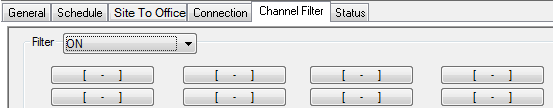 General Schedule Site To Office Connection Channel Filter Status
Filter ON
[ - ] [ - ] [ - ] [ - ]
[ - ] [ - ] [ - ] [ - ]